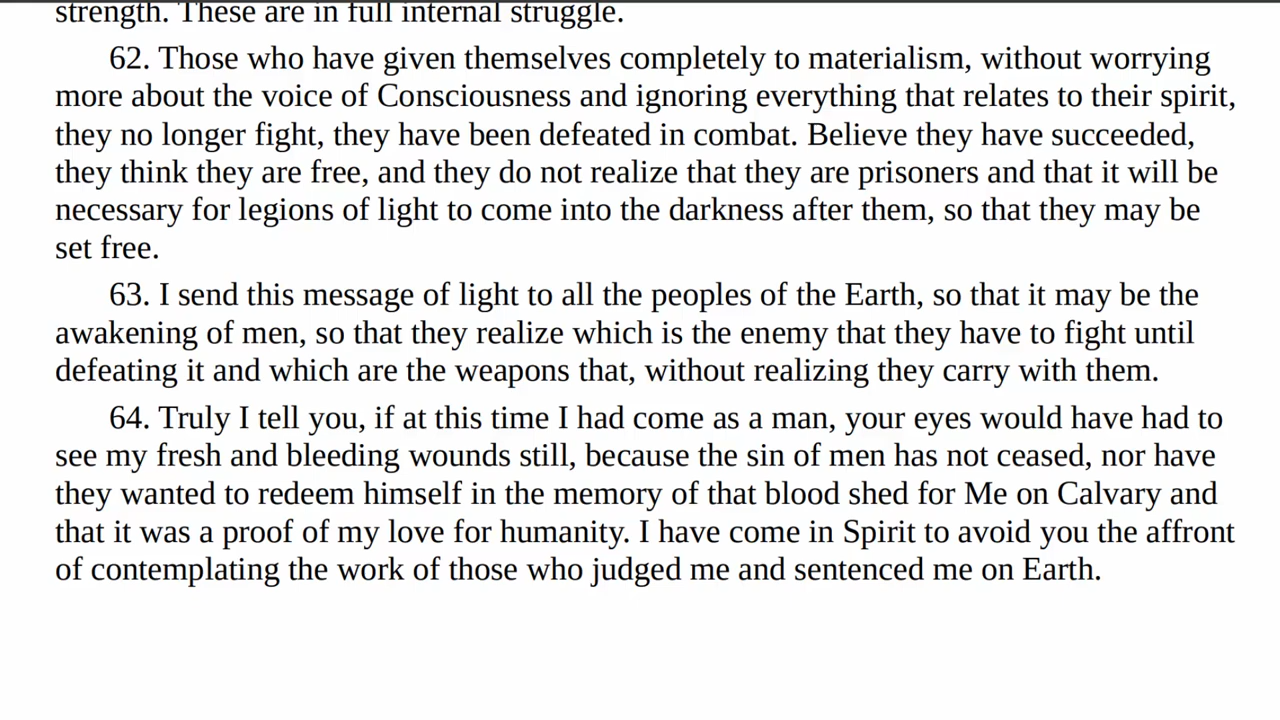 strength. These are in full internal struggle.
62. Those who have given themselves completely to materialism, without worrying
more about the voice of Consciousness and ignoring everything that relates to their spirit,
they no longer fight, they have been defeated in combat. Believe they have succeeded,
they think they are free, and they do not realize that they are prisoners and that it will be
necessary for legions of light to come into the darkness after them, so that they may be
set free.
63. I send this message of light to all the peoples of the Earth, so that it may be the
awakening of men, so that they realize which is the enemy that they have to fight until
defeating it and which are the weapons that, without realizing they carry with them.
64. Truly I tell you, if at this time I had come as a man, your eyes would have had to
see my fresh and bleeding wounds still, because the sin of men has not ceased, nor have
they wanted to redeem himself in the memory of that blood shed for Me on Calvary and
that it was a proof of my love for humanity. I have come in Spirit to avoid you the affront
of contemplating the work of those who judged me and sentenced me on Earth.